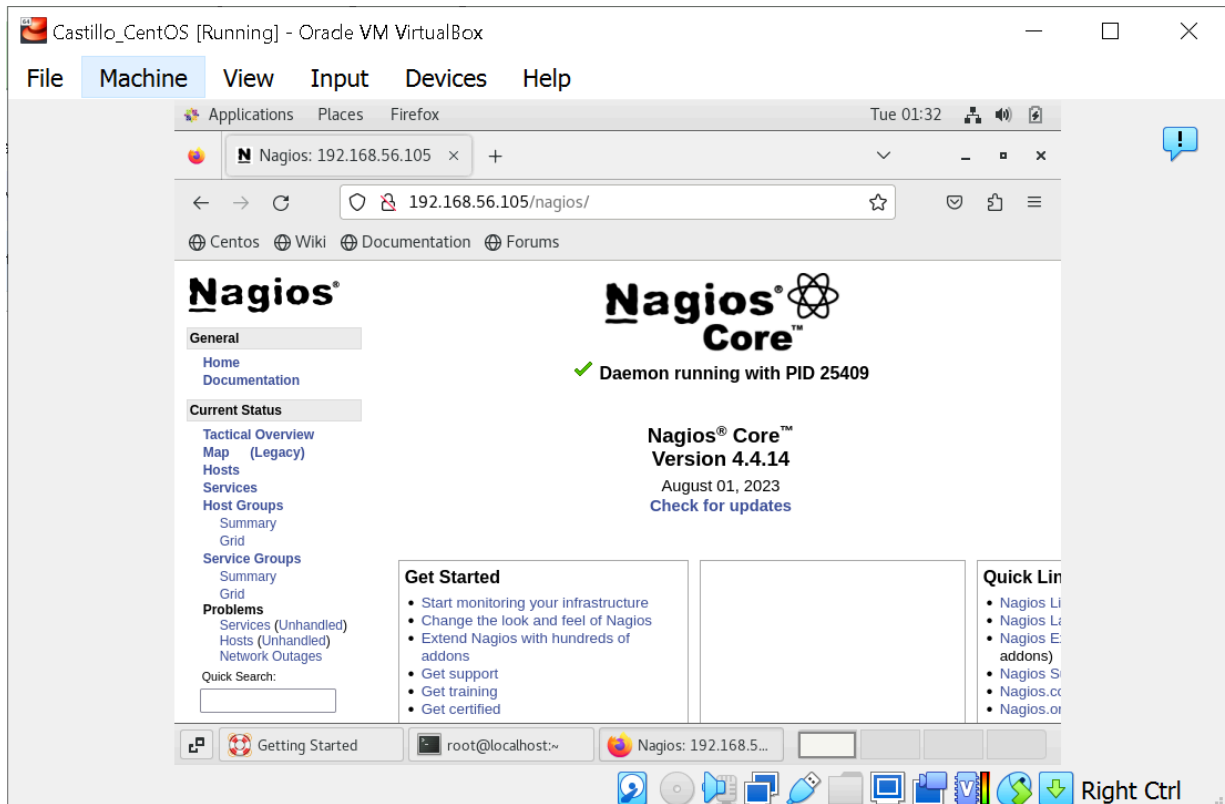 Castillo_CentOS [Running] - Oracle VM VirtualBox
File Machine View Input Devices Help
Applications Places Firefox Tue 01:32
Nagios: 192.168.56.105
192.168.56.105/nagios/
Centos Wiki Documentation Forums
Nagios®
General
Home
Documentation
Current Status
Tactical Overview
Map (Legacy)
Hosts
Services
Host Groups
Summary
Grid
Service Groups
Summary
Grid
Problems
Services (Unhandled)
Hosts (Unhandled)
Network Outages
Quick Search:
Nagios®
Core™
Daemon running with PID 25409
Nagios® Core™
Version 4.4.14
August 01, 2023
Check for updates
Get Started
• Start monitoring your infrastructure
• Change the look and feel of Nagios
• Extend Nagios with hundreds of
addons
• Get support
• Get training
• Get certified
Quick Lin
• Nagios Li
• Nagios La
• Nagios E
addons)
• Nagios S
• Nagios.co
• Nagios.or
Getting Started root@localhost:~ Nagios: 192.168.5...
Right Ctrl